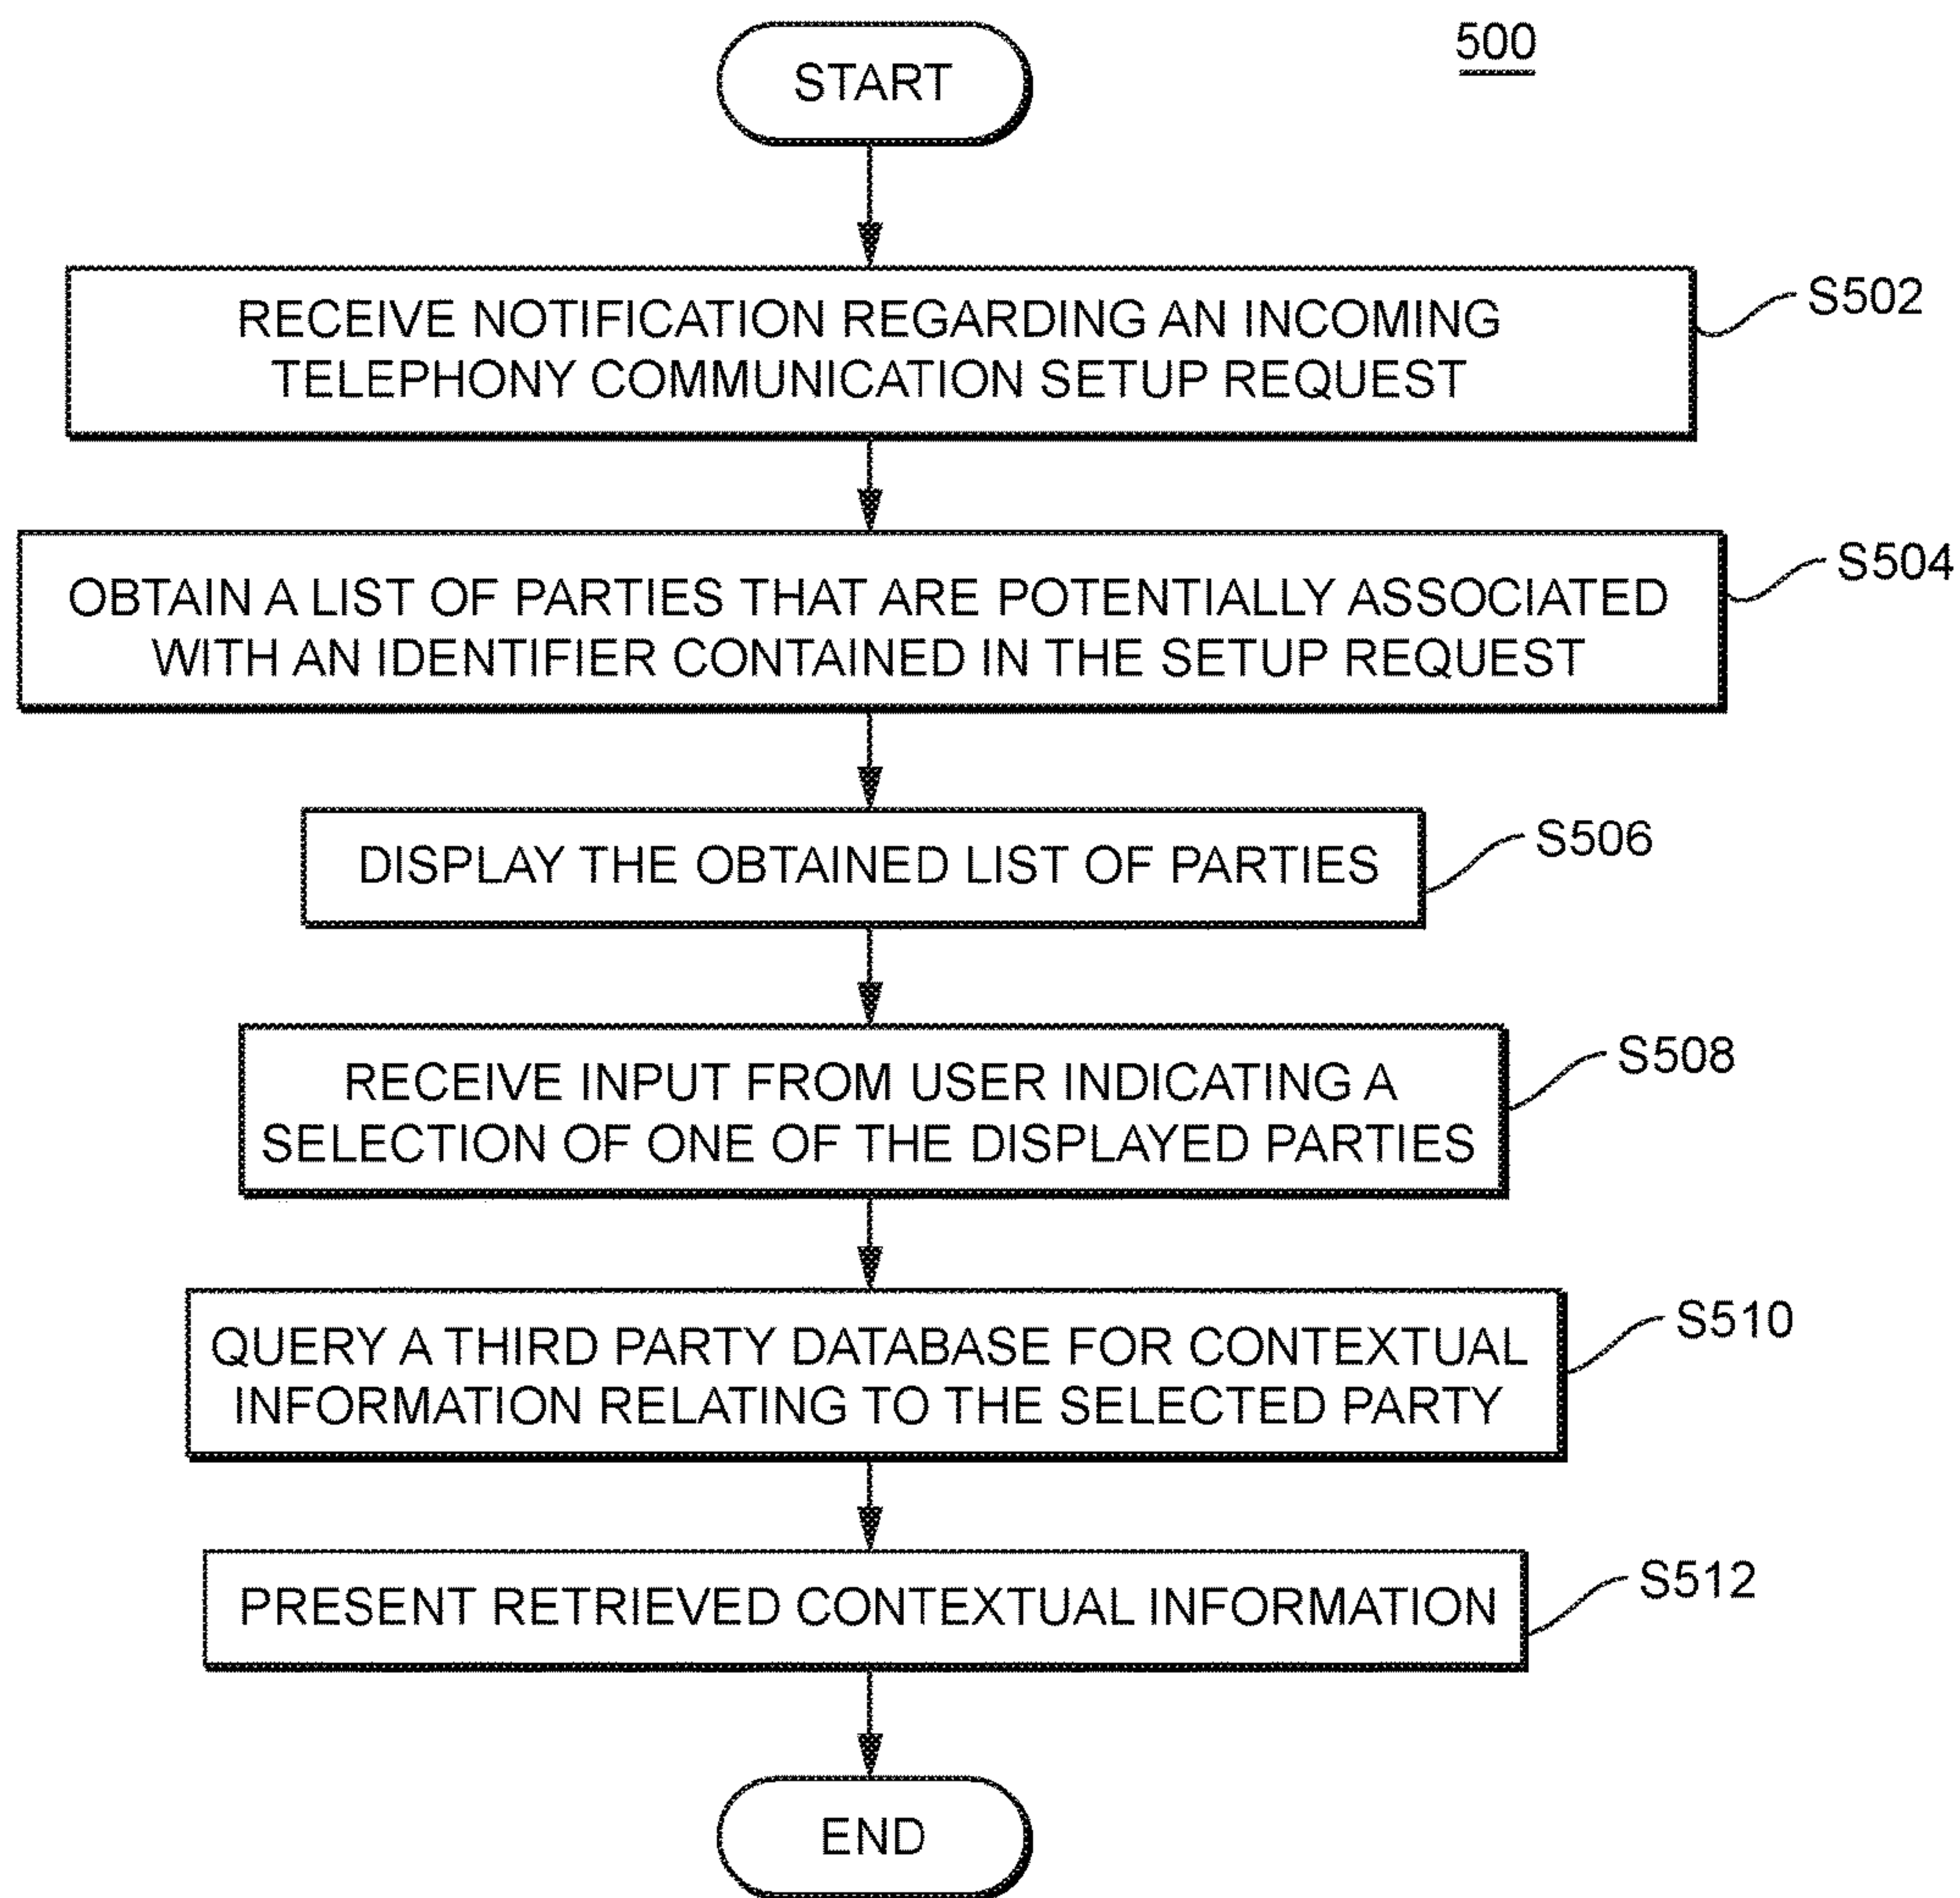 500
START
RECEIVE NOTIFICATION REGARDING AN INCOMING
TELEPHONY COMMUNICATION SETUP REQUEST
S502
OBTAIN A LIST OF PARTIES THAT ARE POTENTIALLY ASSOCIATED
WITH AN IDENTIFIER CONTAINED IN THE SETUP REQUEST
S504
DISPLAY THE OBTAINED LIST OF PARTIES
S506
RECEIVE INPUT FROM USER INDICATING A
SELECTION OF ONE OF THE DISPLAYED PARTIES
S508
QUERY A THIRD PARTY DATABASE FOR CONTEXTUAL
INFORMATION RELATING TO THE SELECTED PARTY
S510
PRESENT RETRIEVED CONTEXTUAL INFORMATION
S512
END